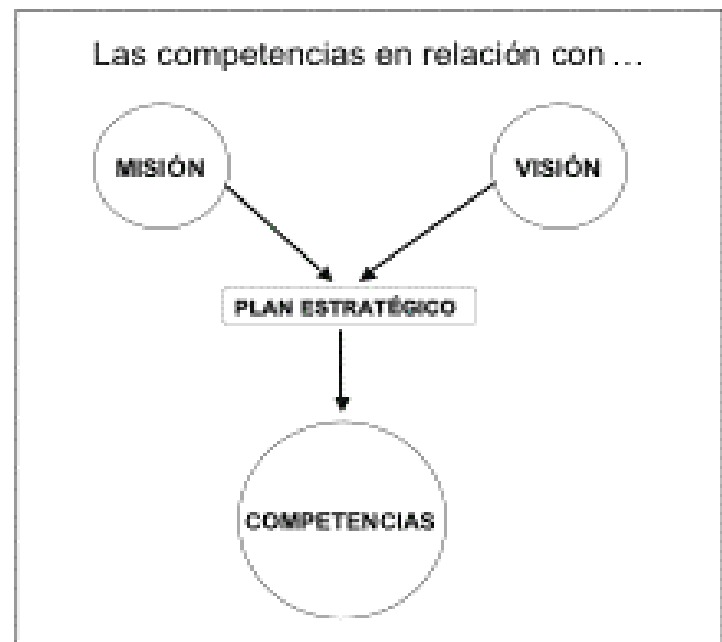 Las competencias en relación con ...
MISIÓN
VISIÓN
PLAN ESTRATÉGICO
COMPETENCIAS